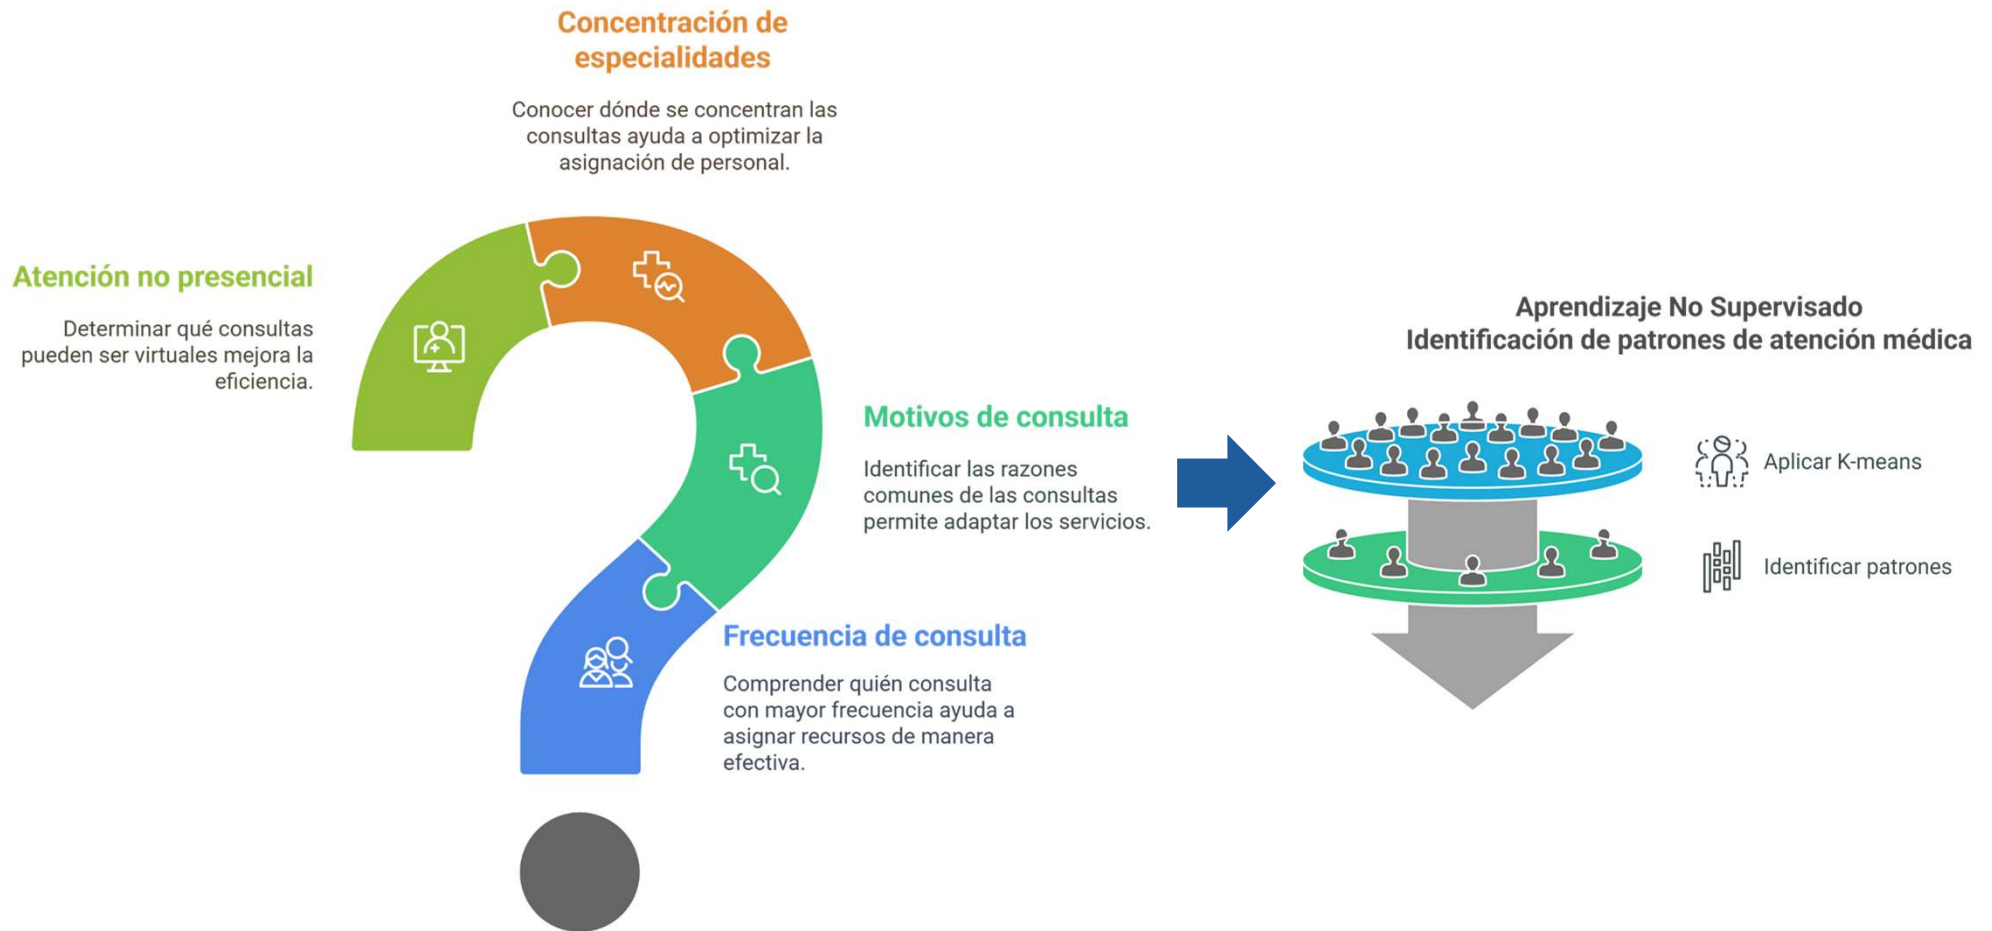 Concentración de
especialidades
Conocer dónde se concentran las
consultas ayuda a optimizar la
asignación de personal.
Atención no presencial
Determinar qué consultas
pueden ser virtuales mejora la
eficiencia.
Motivos de consulta
Identificar las razones
comunes de las consultas
permite adaptar los servicios.
Frecuencia de consulta
Comprender quién consulta
con mayor frecuencia ayuda a
asignar recursos de manera
efectiva.
Aprendizaje No Supervisado
Identificación de patrones de atención médica
Aplicar K-means
Identificar patrones